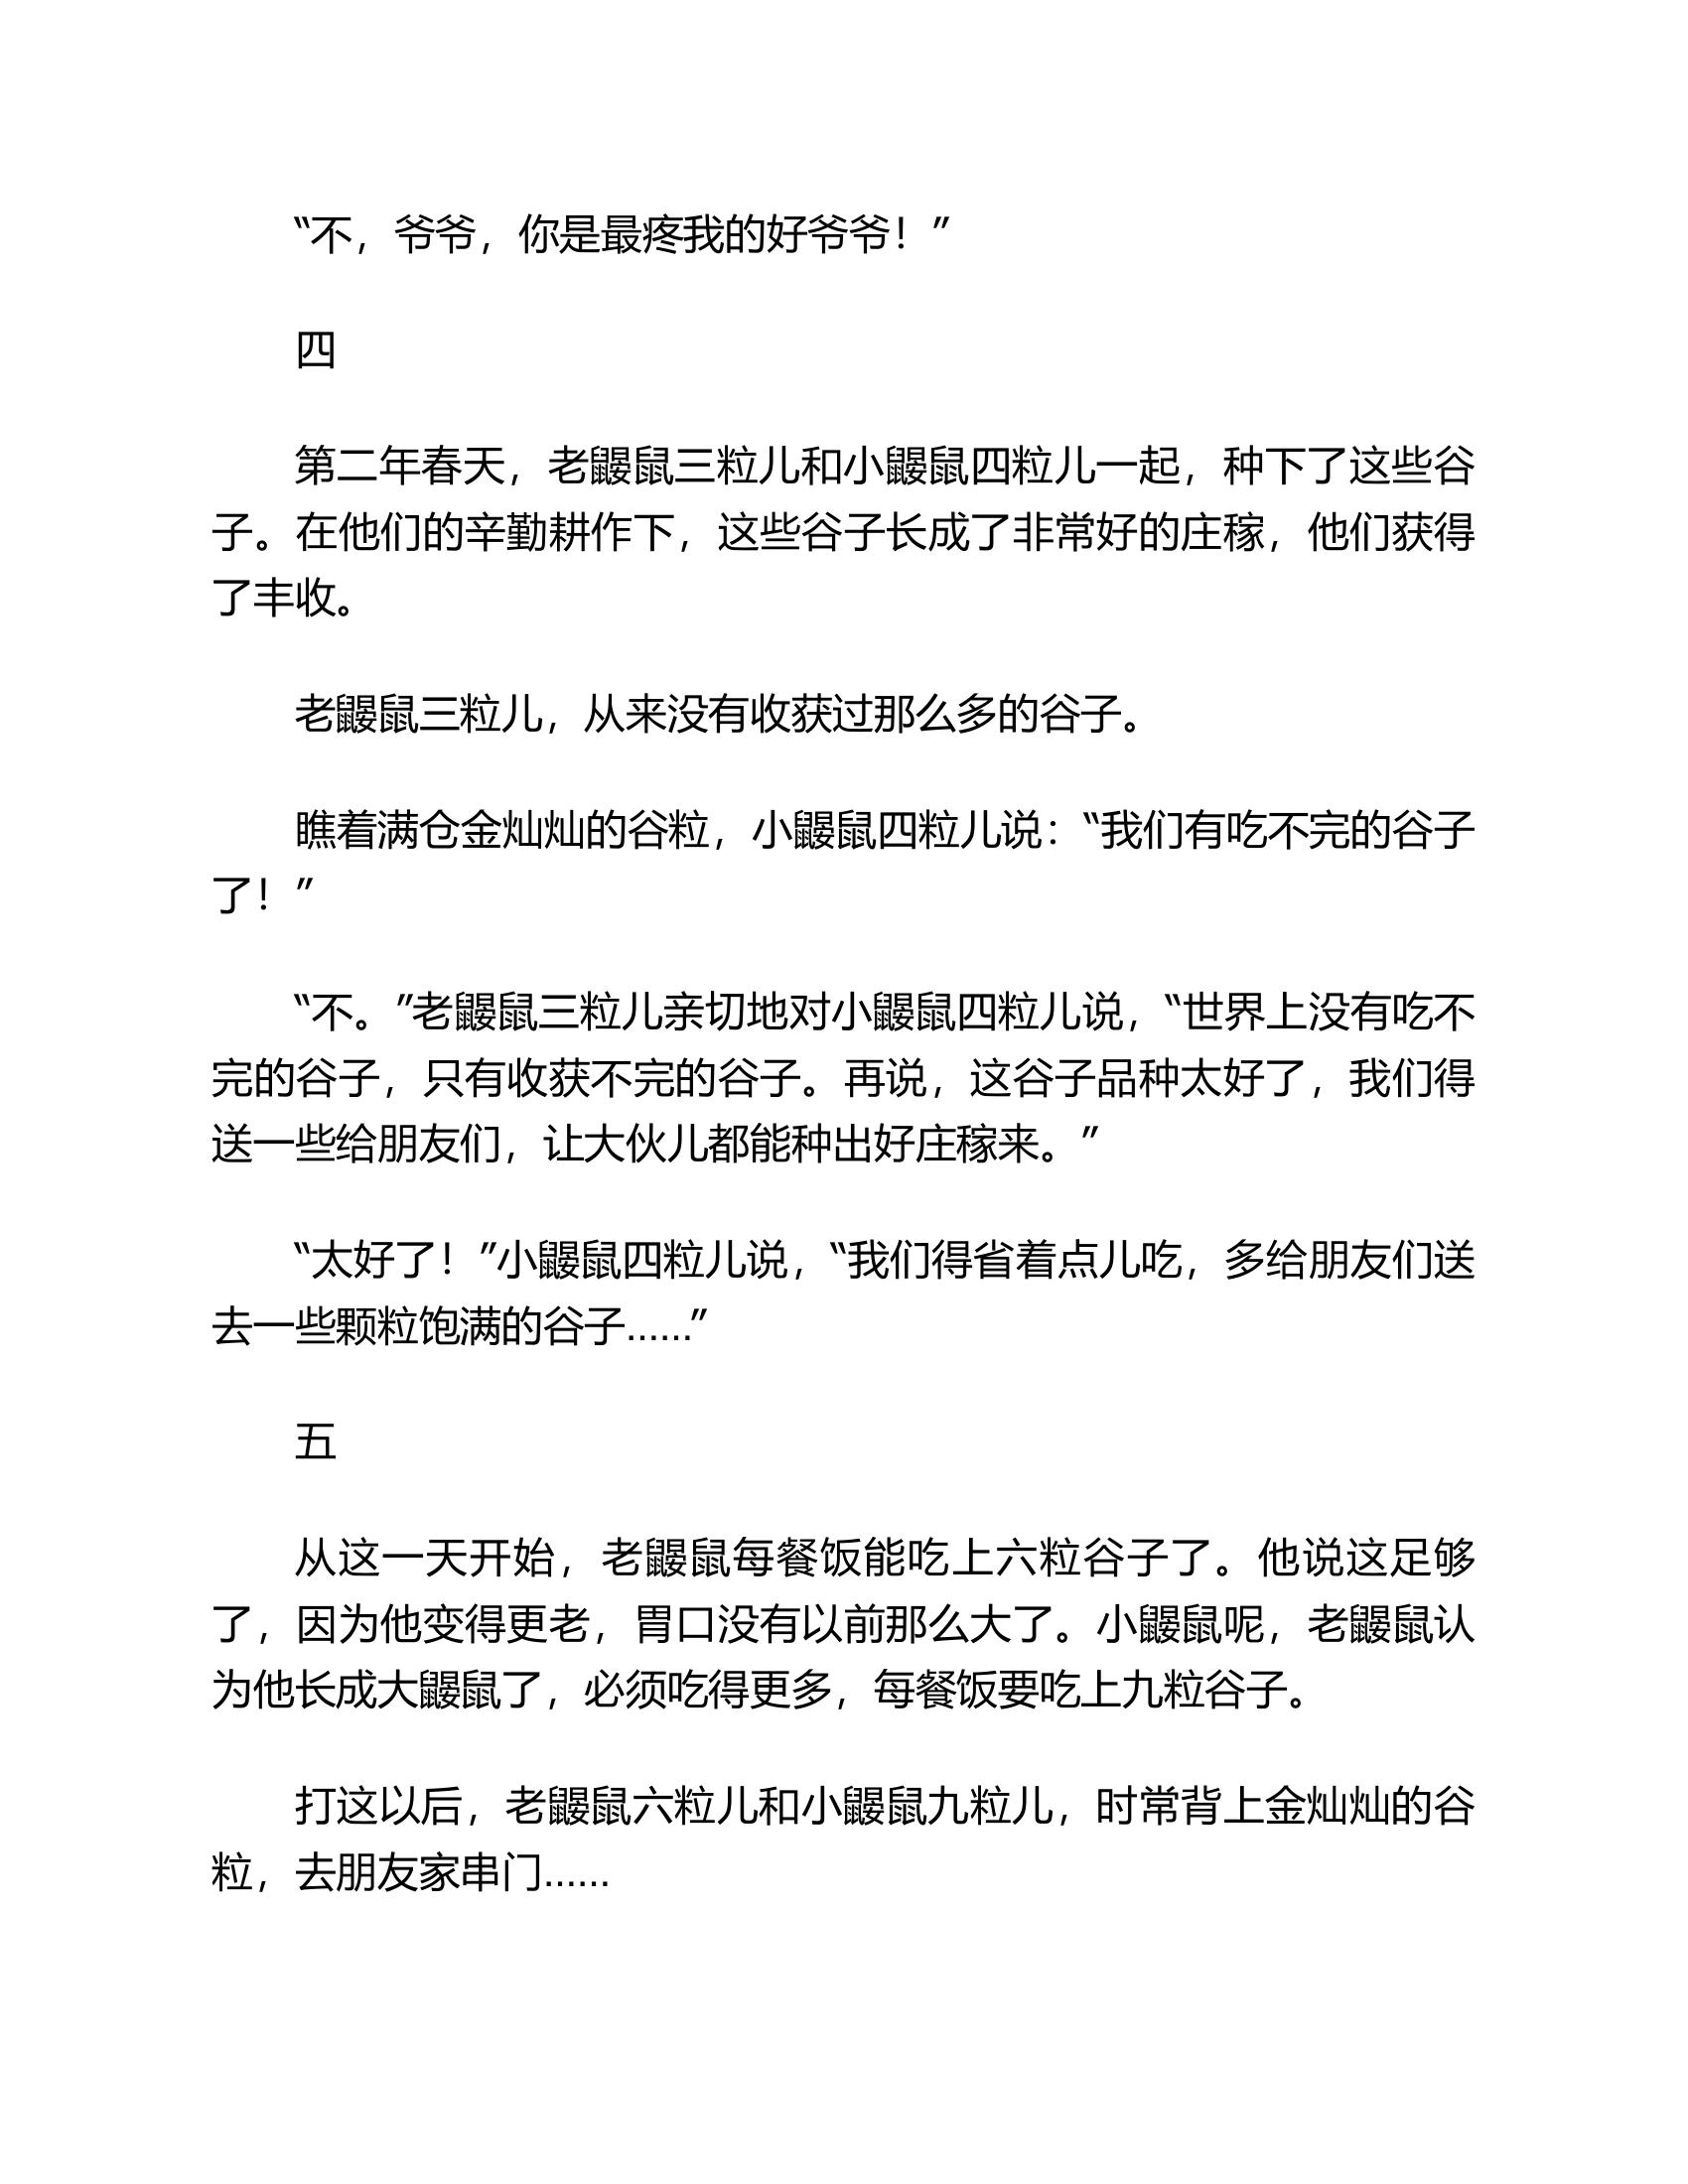 “不，爷爷，你是最疼我的好爷爷！”
四
第二年春天，老鼹鼠三粒儿和小鼹鼠四粒儿一起，种下了这些谷
子。在他们的辛勤耕作下，这些谷子长成了非常好的庄稼，他们获得
了丰收。
老鼹鼠三粒儿，从来没有收获过那么多的谷子。
瞧着满仓金灿灿的谷粒，小鼹鼠四粒儿说：“我们有吃不完的谷子
了！”
“不。”老鼹鼠三粒儿亲切地对小鼹鼠四粒儿说，“世界上没有吃不
完的谷子，只有收获不完的谷子。再说，这谷子品种太好了，我们得
送一些给朋友们，让大伙儿都能种出好庄稼来。”
“太好了！”小鼹鼠四粒儿说，“我们得省着点儿吃，多给朋友们送
去一些颗粒饱满的谷子……”
五
从这一天开始，老鼹鼠每餐饭能吃上六粒谷子了。他说这足够
了，因为他变得更老，胃口没有以前那么大了。小鼹鼠呢，老鼹鼠认
为他长成大鼹鼠了，必须吃得更多，每餐饭要吃上九粒谷子。
打这以后，老鼹鼠六粒儿和小鼹鼠九粒儿，时常背上金灿灿的谷
粒，去朋友家串门……